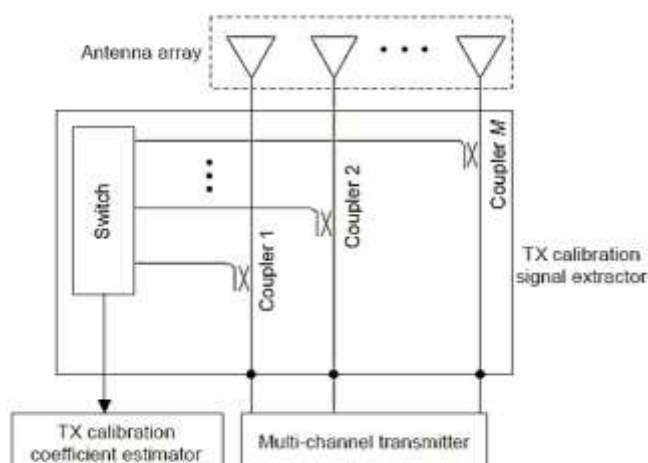 Antenna array
Switch
Coupler 1
Coupler 2
Coupler M
TX calibration
signal extractor
TX calibration
coefficient estimator
Multi-channel transmitter